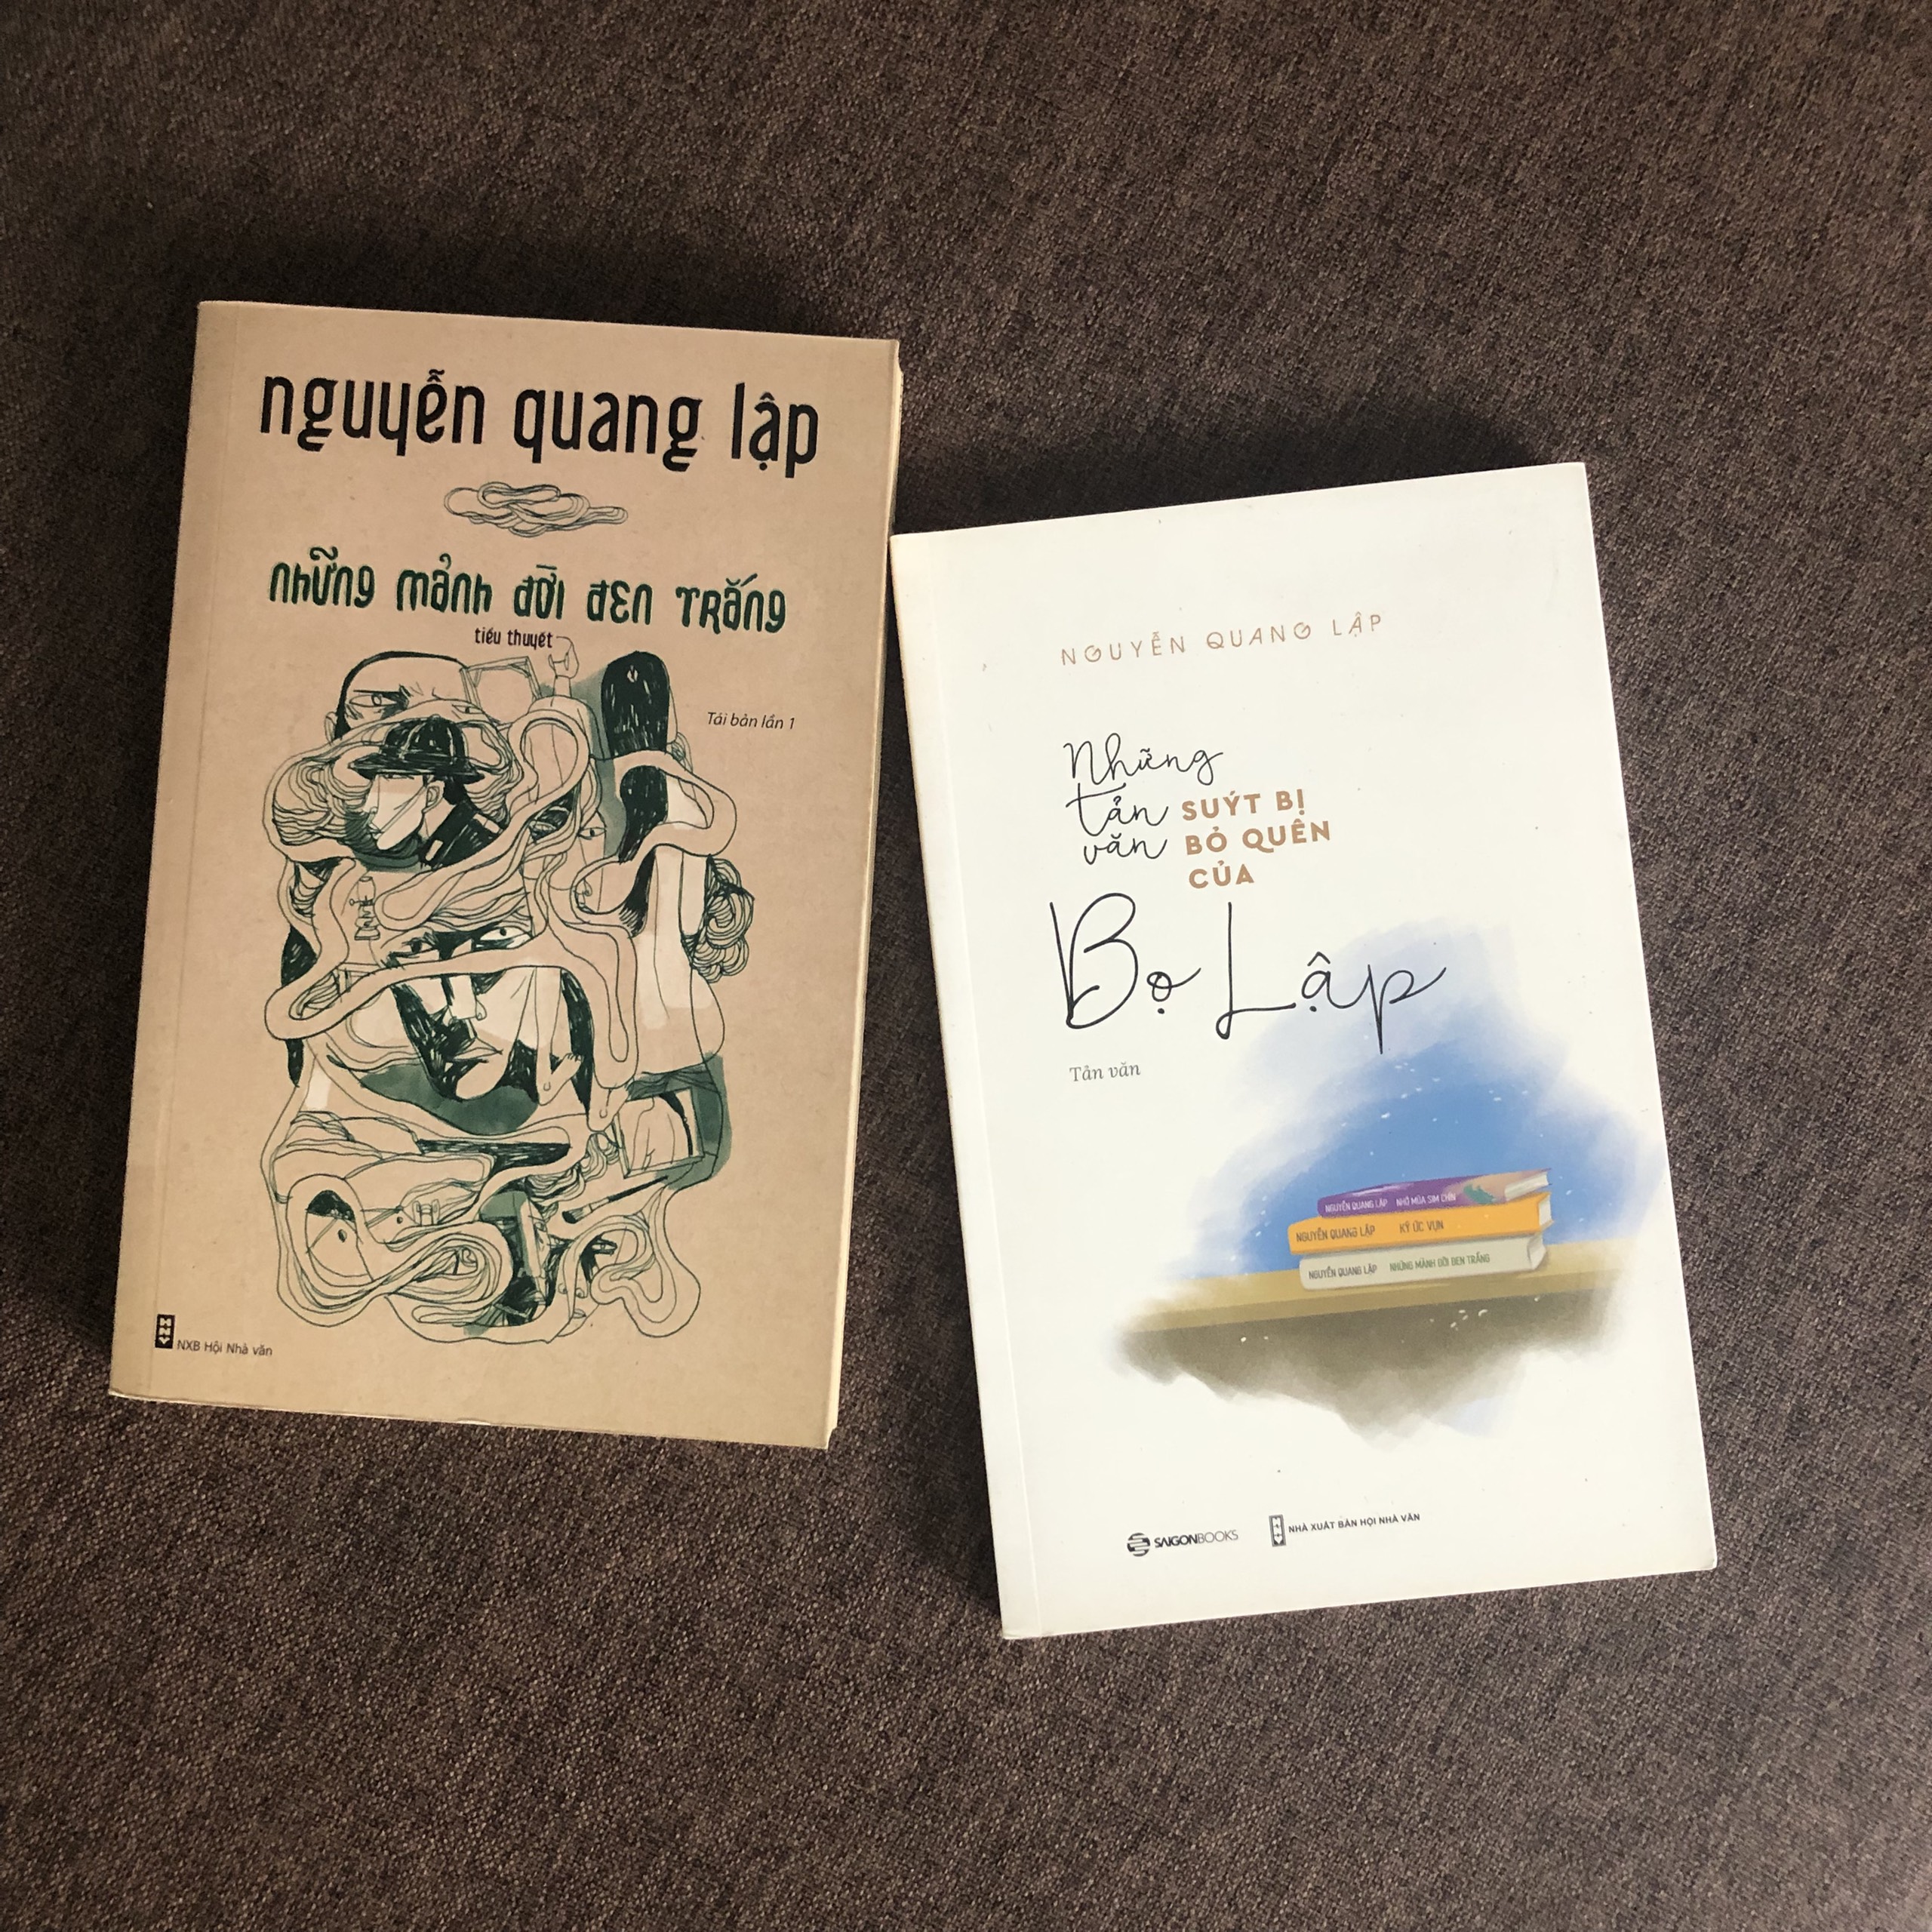 nguyễn quang lập
những mảnh đời đen trắng
tiểu thuyết
Tái bản lần 1
HNV
NXB Hội Nhà văn
NGUYỄN QUANG LẬP
Những
tản SUÝT BỊ
văn BỎ QUÊN
CỦA
Bọ Lập
Tản văn
NGUYỄN QUANG LẬP NHỚ MÙA SIM CHÍN
NGUYỄN QUANG LẬP KÝ ỨC VỤN
NGUYỄN QUANG LẬP NHỮNG MẢNH ĐỜI ĐEN TRẮNG
SAIGONBOOKS
NHÀ XUẤT BẢN HỘI NHÀ VĂN